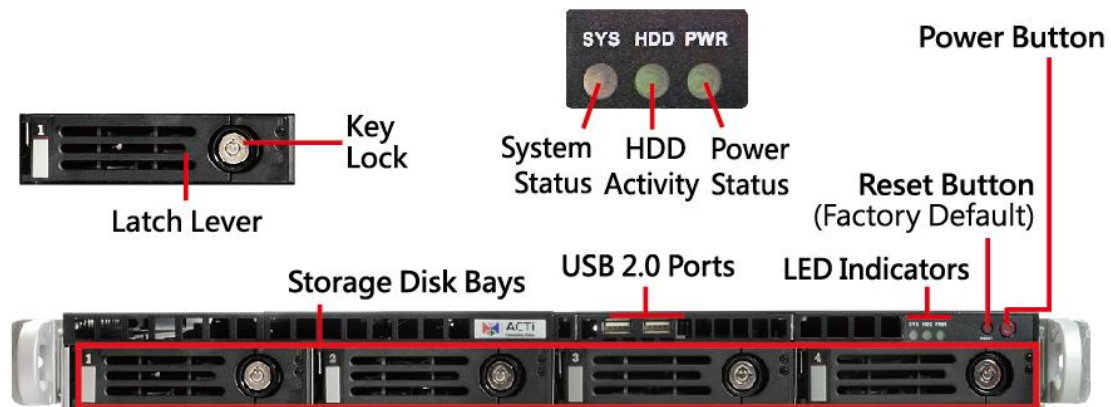 SYS HDD PWR
Power Button
1
Key
Lock
System
Status
HDD
Activity
Power
Status
Reset Button
(Factory Default)
Latch Lever
Storage Disk Bays
USB 2.0 Ports
LED Indicators
ACTi
SYS HDD PWR
1
2
3
4